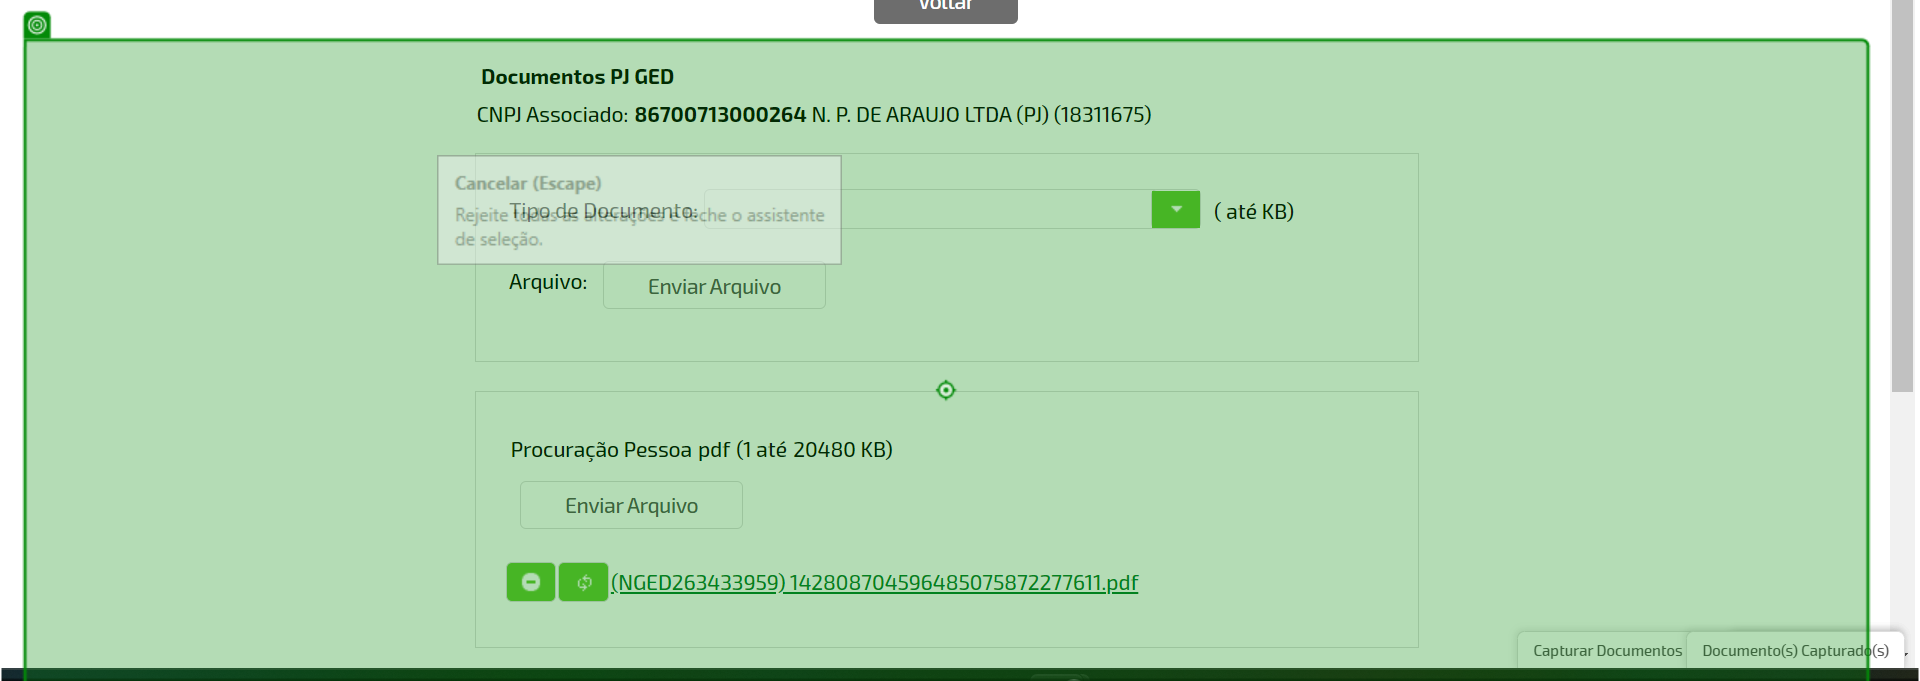 Voltar
Documentos PJ GED
CNPJ Associado: 86700713000264 N. P. DE ARAUJO LTDA (PJ) (18311675)
Cancelar (Escape)
Rejeite todas as alterações e feche o assistente
de seleção.
Tipo de Documento:
( até KB)
Arquivo:
Enviar Arquivo
Procuração Pessoa pdf (1 até 20480 KB)
Enviar Arquivo
(NGED263433959) 1428087045964850758722​77611.pdf
Capturar Documentos
Documento(s) Capturado(s)